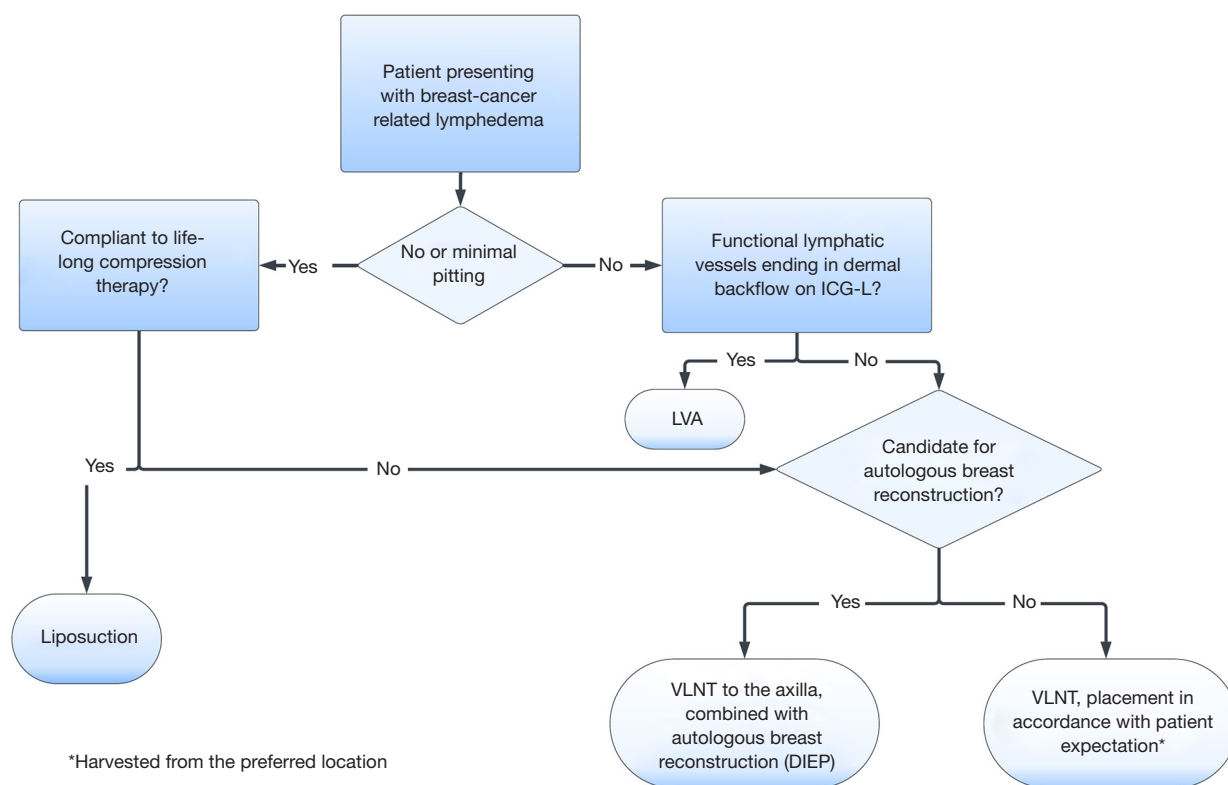 Patient presenting
with breast-cancer
related lymphedema
Compliant to life-
long compression
therapy?
Yes
No or minimal
pitting
No
Functional lymphatic
vessels ending in dermal
backflow on ICG-L?
Yes
No
LVA
Candidate for
autologous breast
reconstruction?
Yes
No
Liposuction
Yes
No
VLNT to the axilla,
combined with
autologous breast
reconstruction (DIEP)
VLNT, placement in
accordance with patient
expectation*
*Harvested from the preferred location